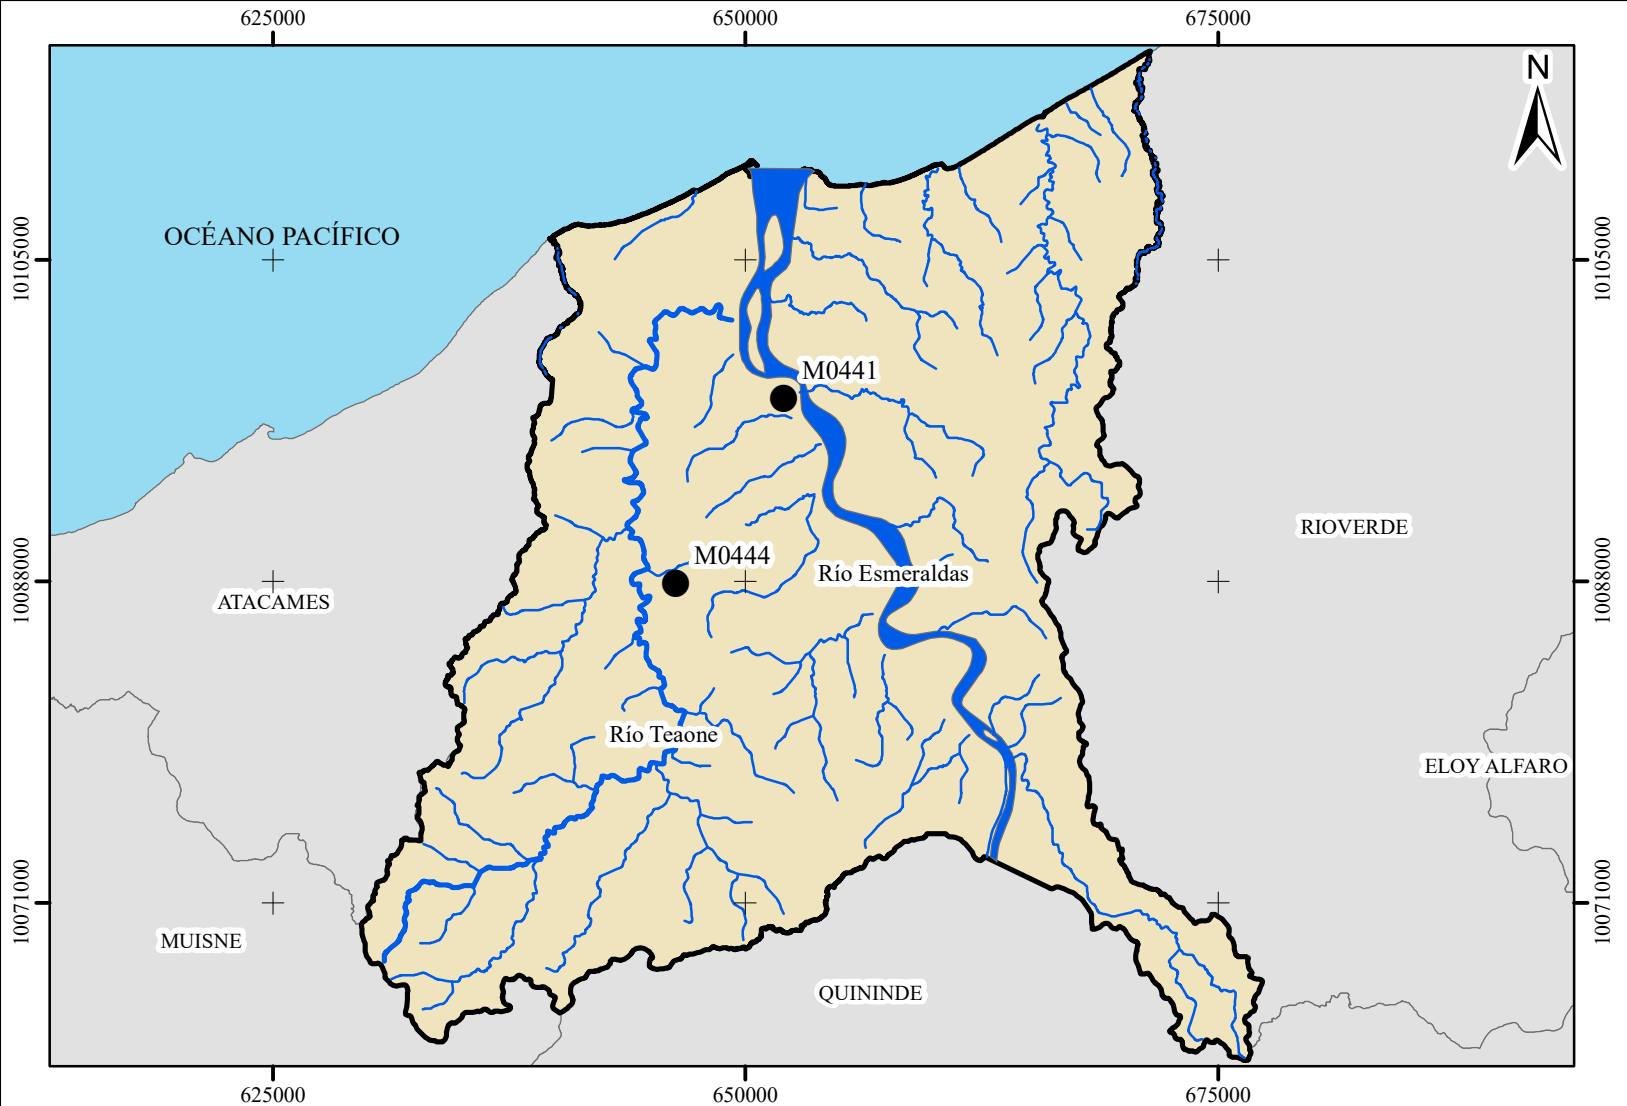 625000
650000
675000
N
OCÉANO PACÍFICO
10105000
10105000
M0441
RIOVERDE
M0444
10088000
10088000
Río Esmeraldas
ATACAMES
Río Teaone
ELOY ALFARO
10071000
10071000
MUISNE
QUININDE
625000
650000
675000